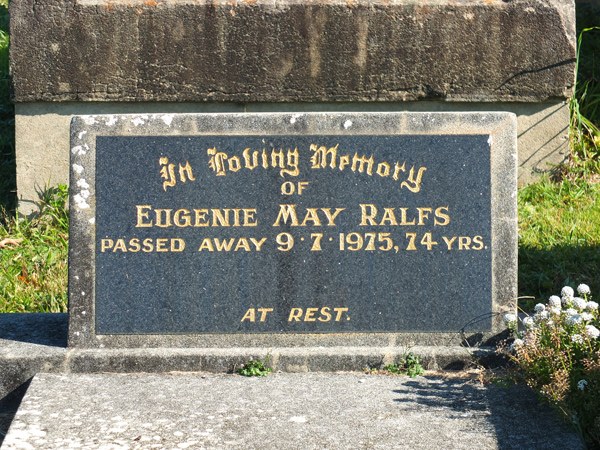 In Loving Memory
OF
EUGENIE MAY RALFS
PASSED AWAY 9·7·1975, 74 YRS.
AT REST.